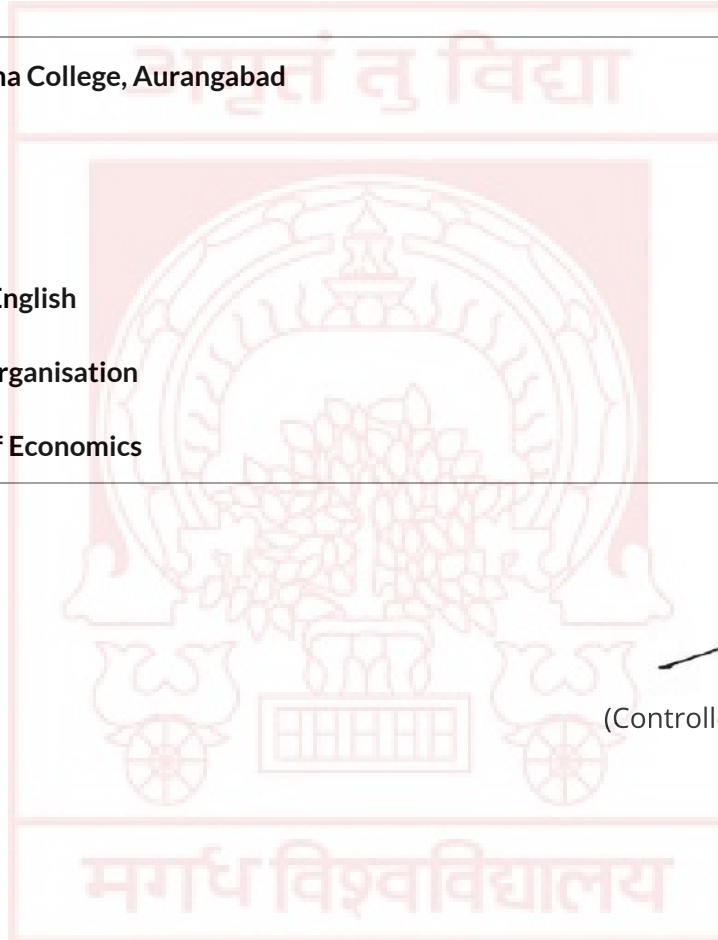 अमृतं तु विद्या
na College, Aurangabad
English
rganisation
f Economics
(Controll
मगध विश्वविद्यालय